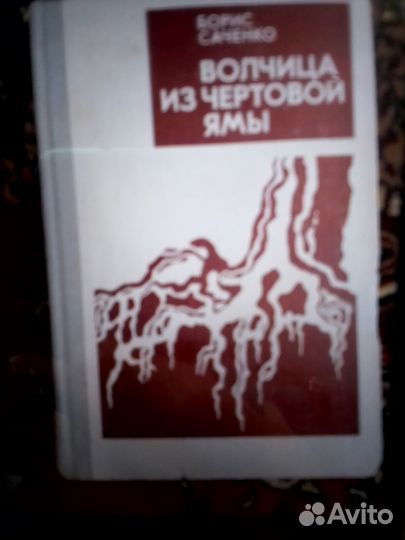 БОРИС
САЧЕНКО
ВОЛЧИЦА
ИЗ ЧЕРТОВОЙ
ЯМЫ
Avito